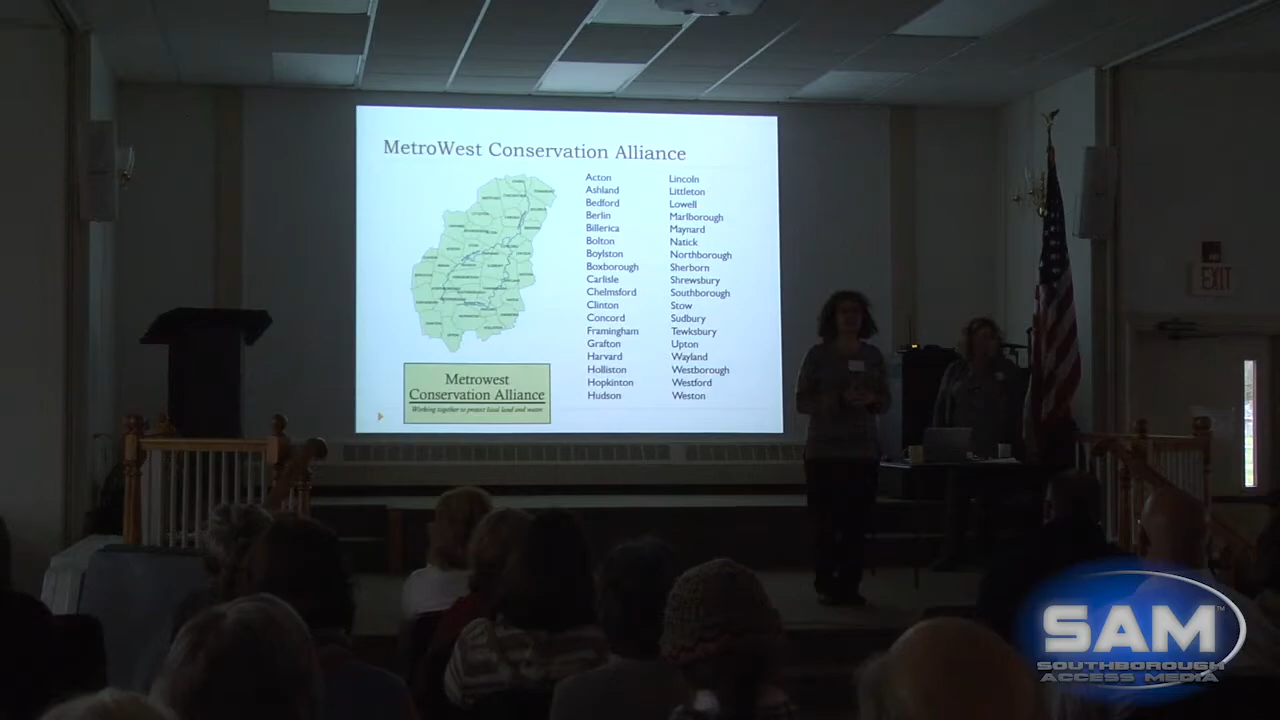 MetroWest Conservation Alliance
Acton
Ashland
Bedford
Berlin
Billerica
Bolton
Boylston
Boxborough
Carlisle
Chelmsford
Clinton
Concord
Framingham
Grafton
Harvard
Holliston
Hopkinton
Hudson
Lincoln
Littleton
Lowell
Marlborough
Maynard
Natick
Northborough
Sherborn
Shrewsbury
Southborough
Stow
Sudbury
Tewksbury
Upton
Wayland
Westborough
Westford
Weston
Metrowest
Conservation Alliance
Working together to protect local land and water
EXIT
SAM™
SOUTHBOROUGH
ACCESS MEDIA